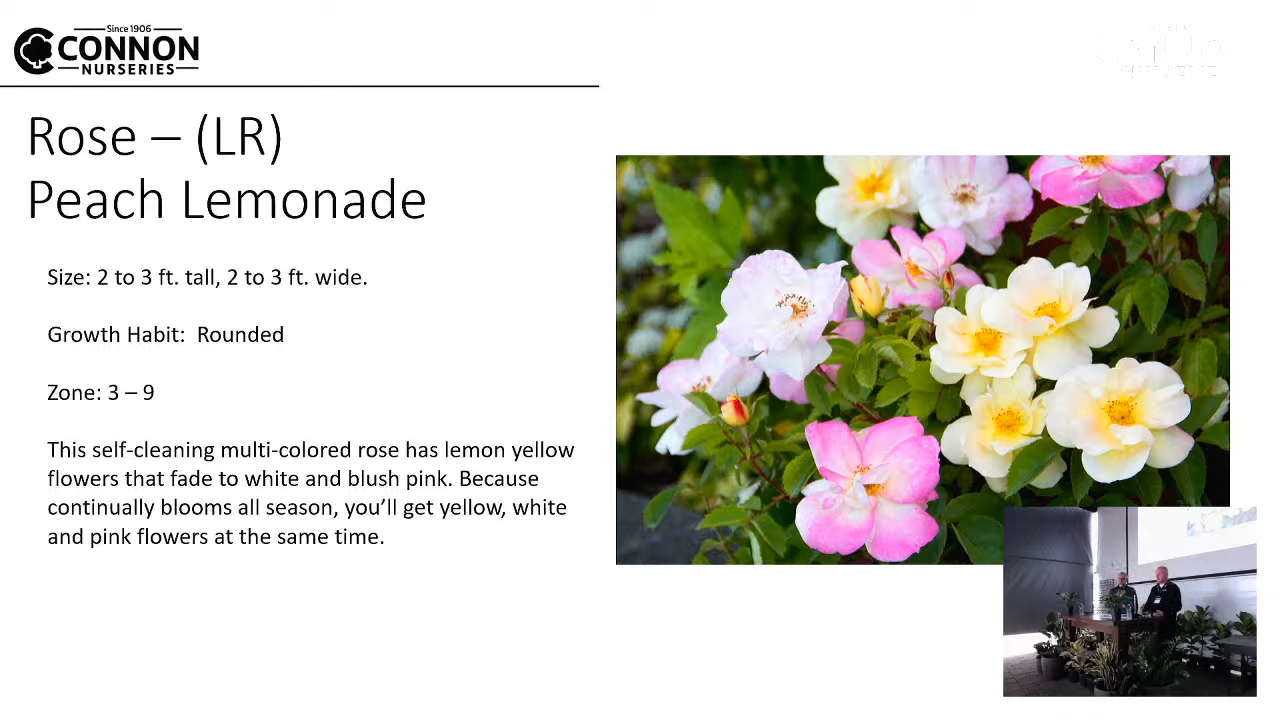 Since 1906
CONNON
NURSERIES
Rose – (LR)
Peach Lemonade
Size: 2 to 3 ft. tall, 2 to 3 ft. wide.
Growth Habit:  Rounded
Zone: 3 – 9
This self-cleaning multi-colored rose has lemon yellow
flowers that fade to white and blush pink. Because
continually blooms all season, you’ll get yellow, white
and pink flowers at the same time.